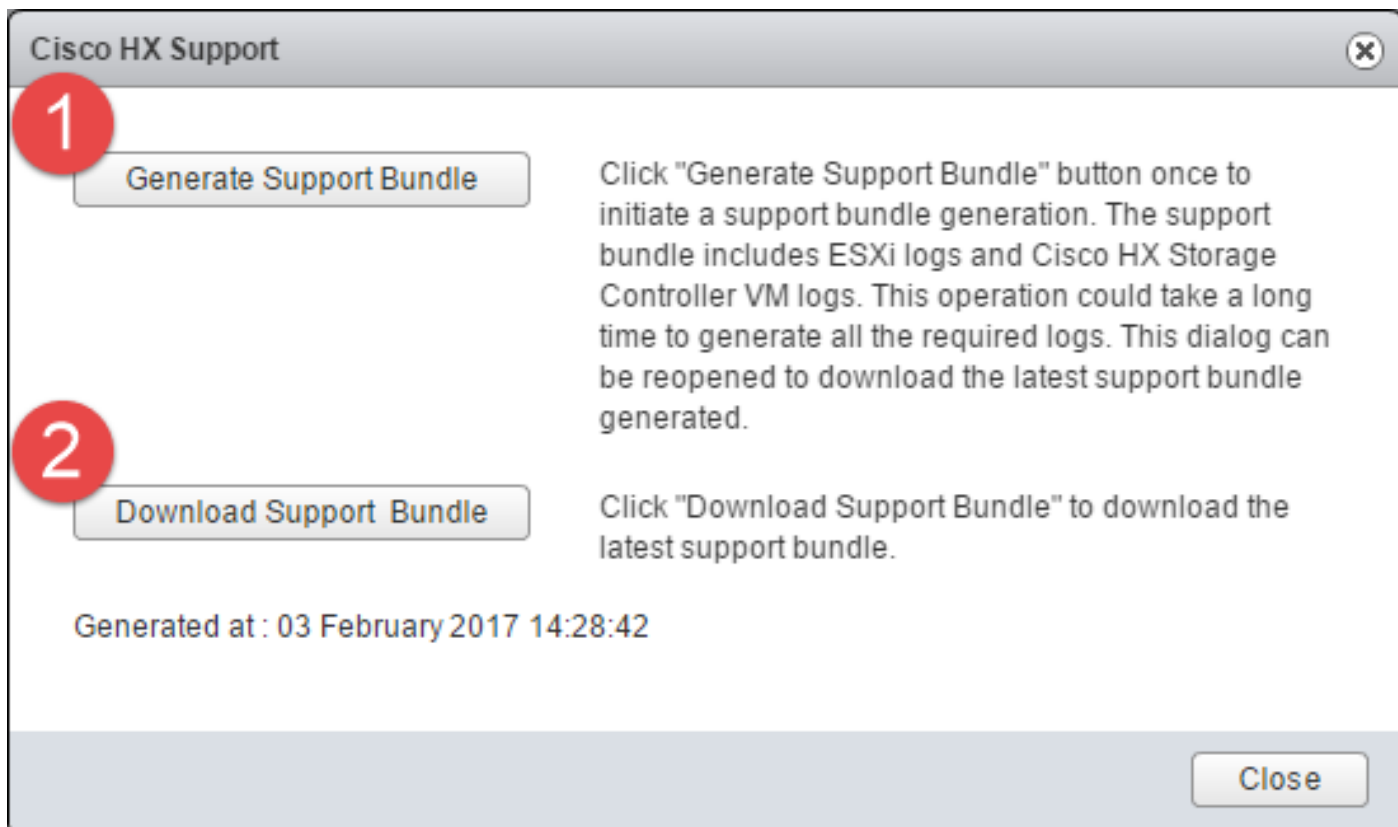 Cisco HX Support
1
Generate Support Bundle
Click "Generate Support Bundle" button once to
initiate a support bundle generation. The support
bundle includes ESXi logs and Cisco HX Storage
Controller VM logs. This operation could take a long
time to generate all the required logs. This dialog can
be reopened to download the latest support bundle
generated.
2
Download Support Bundle
Click "Download Support Bundle" to download the
latest support bundle.
Generated at : 03 February 2017 14:28:42
Close